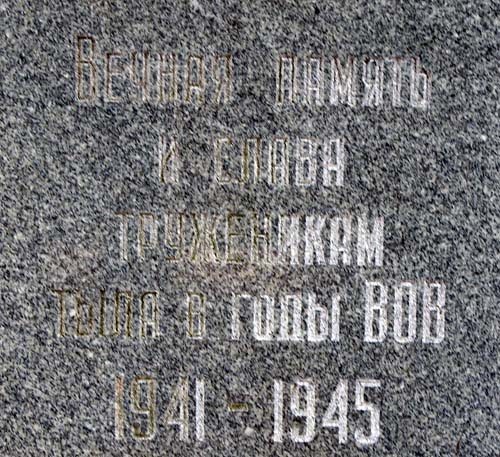 Вечная память
и слава
труженикам
тыла в годы ВОВ
1941 - 1945